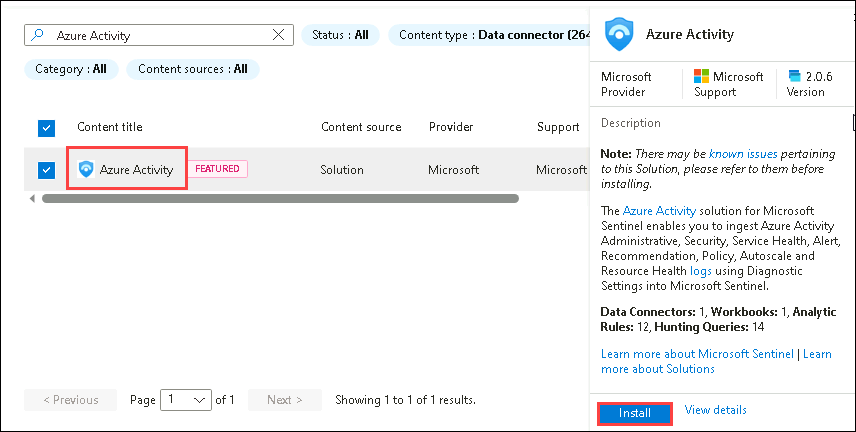 Azure Activity
Status : All
Content type : Data connector (264
Category : All
Content sources : All
Content title
Content source
Provider
Support
Azure Activity
FEATURED
Solution
Microsoft
Microsoft
< Previous
Page
1
of 1
Next >
Showing 1 to 1 of 1 results.
Azure Activity
Microsoft
Provider
Microsoft
Support
2.0.6
Version
Description
Note: There may be known issues pertaining
to this Solution, please refer to them before
installing.
The Azure Activity solution for Microsoft
Sentinel enables you to ingest Azure Activity
Administrative, Security, Service Health, Alert,
Recommendation, Policy, Autoscale and
Resource Health logs using Diagnostic
Settings into Microsoft Sentinel.
Data Connectors: 1, Workbooks: 1, Analytic
Rules: 12, Hunting Queries: 14
Learn more about Microsoft Sentinel | Learn
more about Solutions
Install
View details